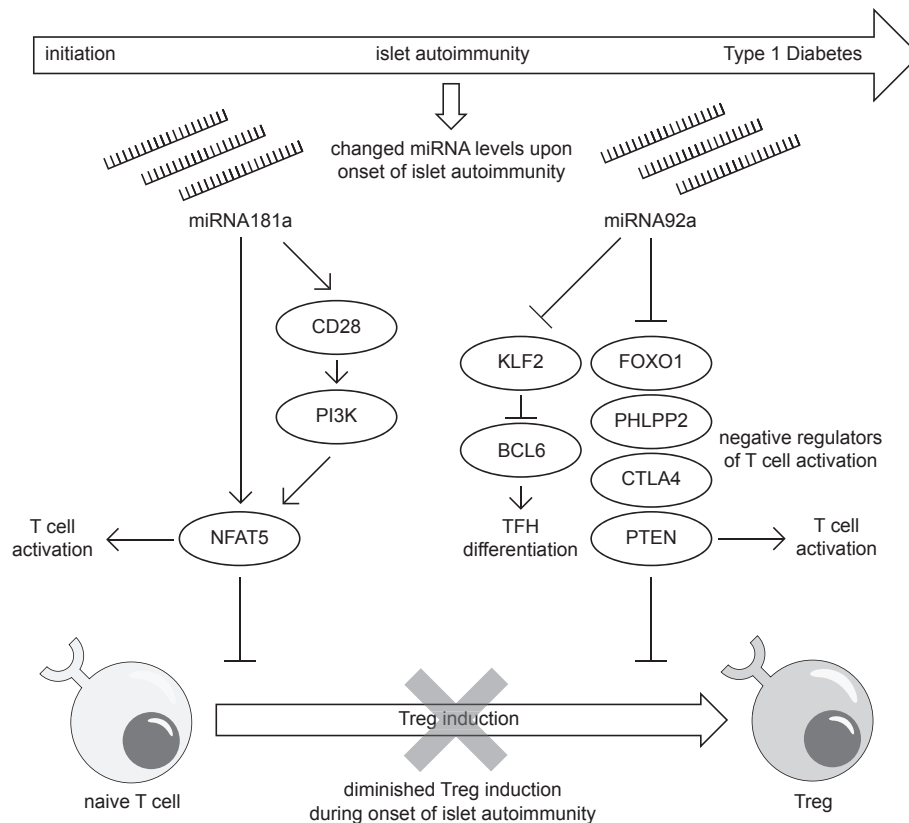 initiation
islet autoimmunity
Type 1 Diabetes
changed miRNA levels upon
onset of islet autoimmunity
miRNA181a
miRNA92a
CD28
PI3K
NFAT5
T cell
activation
KLF2
BCL6
TFH
differentiation
FOXO1
PHLPP2
CTLA4
PTEN
negative regulators
of T cell activation
T cell
activation
Treg induction
naive T cell
diminished Treg induction
during onset of islet autoimmunity
Treg